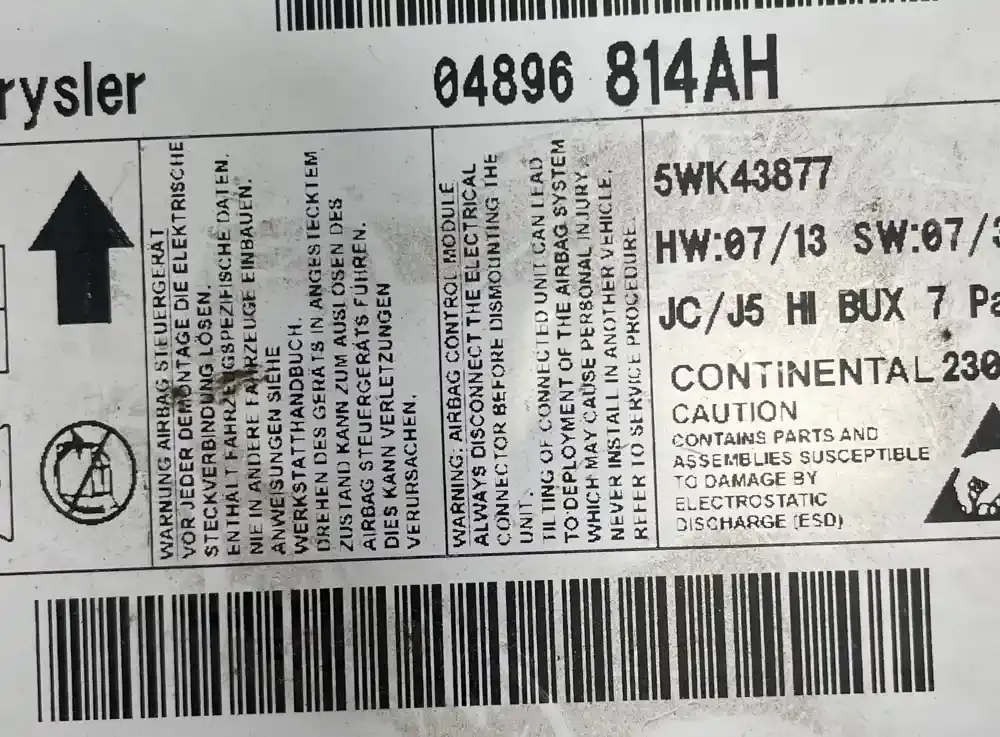 rysler
04896 814AH
WARNUNG AIRBAG STEUERGERÄT
VOR JEDER DEMONTAGE DIE ELEKTRISCHE
STECKVERBINDUNG LÖSEN.
ENTHÄLT FAHRZEUGSPEZIFISCHE DATEN.
NIE IN ANDERE FAHRZEUGE EINBAUEN.
ANWEISUNGEN SIEHE
WERKSTATTHANDBUCH.
DREHEN DES GERÄTS IN ANGESTECKTEM
ZUSTAND KANN ZUM AUSLÖSEN DES
AIRBAG STEUERGERÄTS FÜHREN.
DIES KANN VERLETZUNGEN
VERURSACHEN.
WARNING: AIRBAG CONTROL MODULE
ALWAYS DISCONNECT THE ELECTRICAL
CONNECTOR BEFORE DISMOUNTING THE
UNIT.
TILTING OF CONNECTED UNIT CAN LEAD
TO DEPLOYMENT OF THE AIRBAG SYSTEM
WHICH MAY CAUSE PERSONAL INJURY.
NEVER INSTALL IN ANOTHER VEHICLE.
REFER TO SERVICE PROCEDURE.
5WK43877
HW:07/13 SW:07/3
JC/J5 HI BUX 7 Pa
CONTINENTAL 230
CAUTION
CONTAINS PARTS AND
ASSEMBLIES SUSCEPTIBLE
TO DAMAGE BY
ELECTROSTATIC
DISCHARGE (ESD)